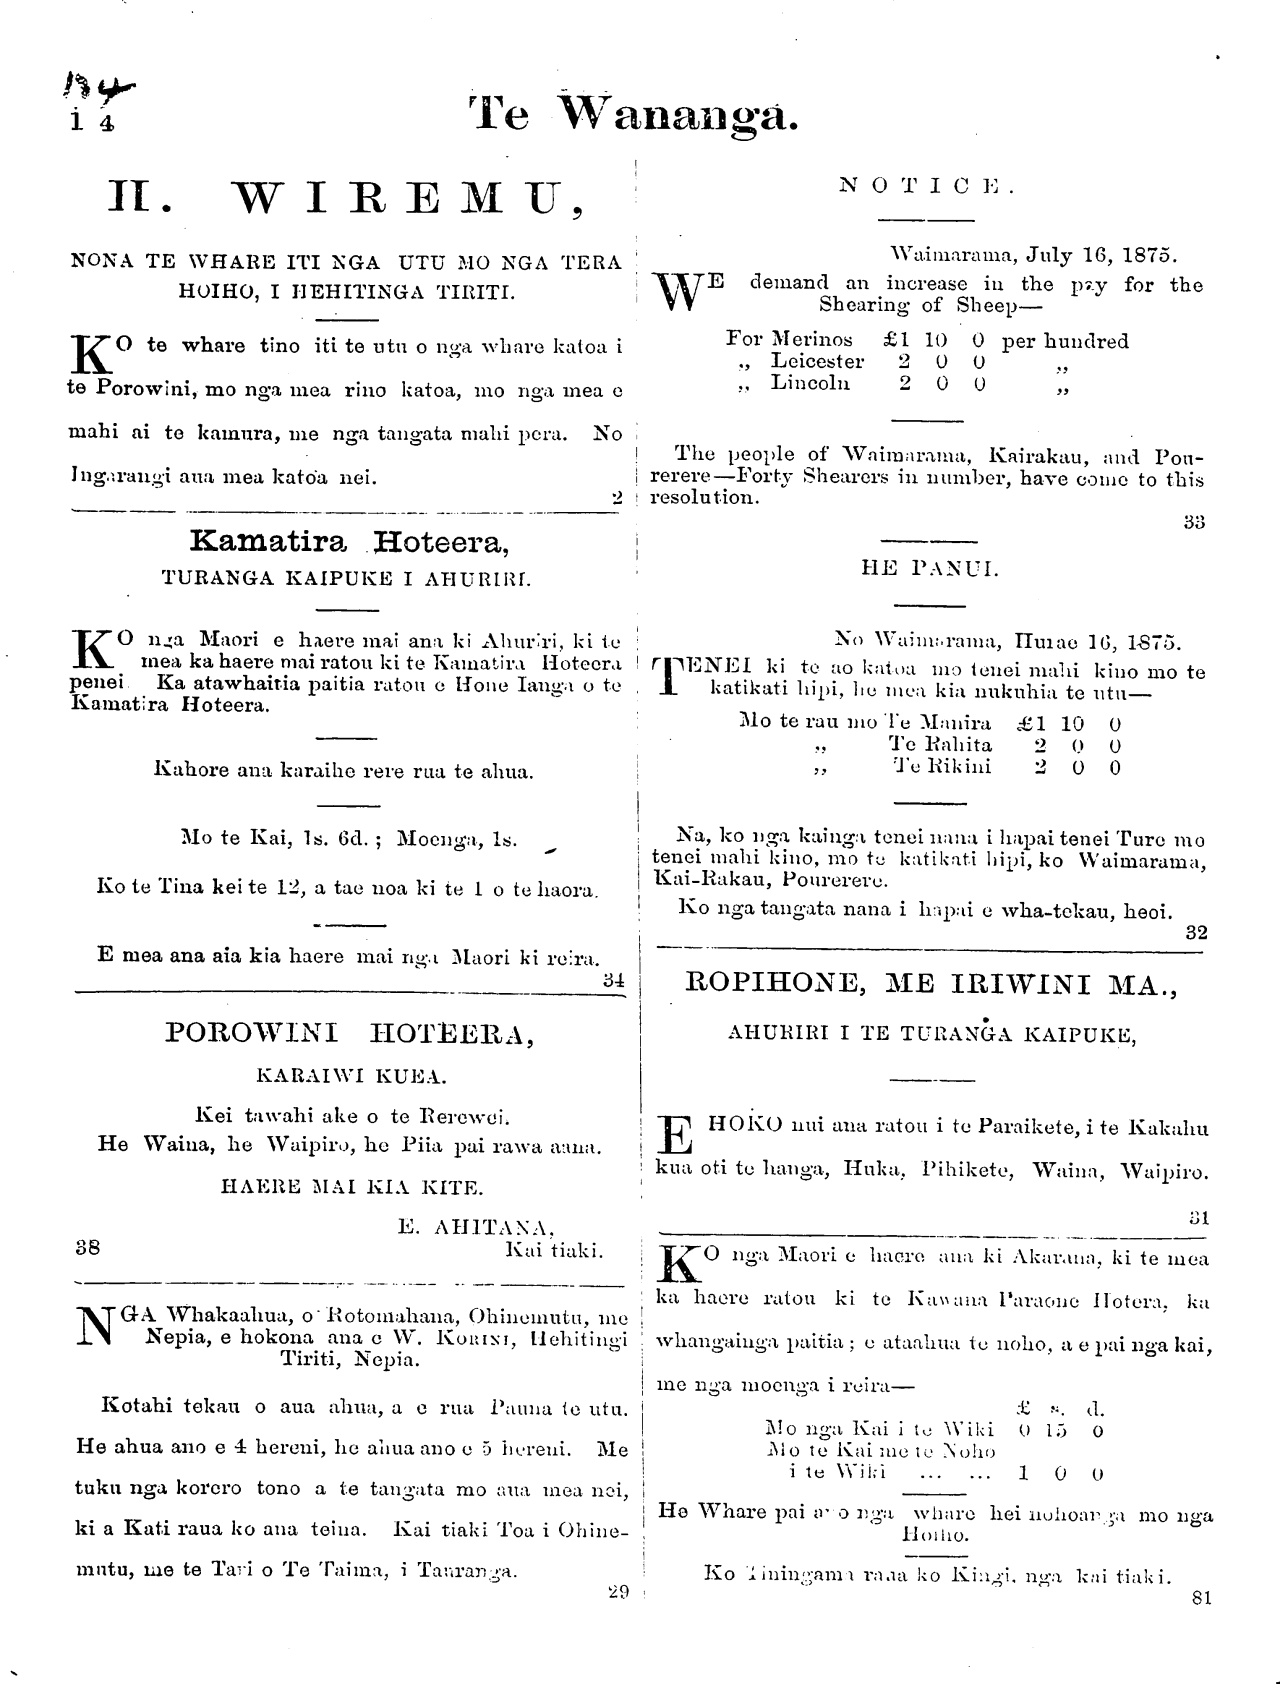 1 4
Te Wananga.
H. WIREMU,
NONA TE WHARE ITI NGA UTU MO NGA TERA
HOIHO, I HEHITINGA TIRITI.
KO te whare tino iti te utu o nga whare katoa i
te Porowini, mo nga mea rino katoa, mo nga mea e
mahi ai te kamura, me nga tangata mahi pera. No
Ingarangi aua mea katoa nei.
2
Kamatira Hoteera,
TURANGA KAIPUKE I AHURIRI.
KO nga Maori e haere mai ana ki Ahuriri, ki te
mea ka haere mai ratou ki te Kamatira Hoteera
penei Ka atawhaitia paitia ratou e Hone Ianga o te
Kamatira Hoteera.
Kahore ana karaihe rere rua te ahua.
Mo te Kai, 1s. 6d. ; Moenga, 1s.
Ko te Tina kei te 12, a tae noa ki te 1 o te haora.
E mea ana aia kia haere mai nga Maori ki reira.
34
POROWINI HOTEERA,
KARAIWI KUEA.
Kei tawahi ake o te Rerewei.
He Waina, he Waipiro, he Piia pai rawa aana.
HAERE MAI KIA KITE.
E. AHITANA,
38 Kai tiaki.
NGA Whakaahua, o Rotomahana, Ohinemutu, me
Nepia, e hokona ana e W. KORINI, Hehitingi
Tiriti, Nepia.
Kotahi tekau o aua ahua, a e rua Pauna te utu.
He ahua ano e 4 hereni, he ahua ano e 5 hereni. Me
tuku nga korero tono a te tangata mo aua mea nei,
ki a Kati raua ko ana teina. Kai tiaki Toa i Ohine-
mutu, me te Tari o Te Taima, i Tauranga.
29
NOTICE.
Waimarama, July 16, 1875.
WE demand an increase in the pay for the
Shearing of Sheep—
For Merinos £1 10 0 per hundred
„ Leicester 2 0 0 „
„ Lincoln 2 0 0 „
The people of Waimarama, Kairakau, and Pou-
rerere—Forty Shearers in number, have come to this
resolution.
33
HE PANUI.
No Waimarama, Hurae 16, 1875.
TENEI ki te ao katoa mo tenei mahi kino mo te
katikati hipi, he mea kia nukuhia te utu—
Mo te rau mo Te Manira £1 10 0
„ Te Rahita 2 0 0
„ Te Rikini 2 0 0
Na, ko nga kainga tenei nana i hapai tenei Ture mo
tenei mahi kino, mo te katikati hipi, ko Waimarama,
Kai-Rakau, Pourerere.
Ko nga tangata nana i hapai e wha-tekau, heoi.
32
ROPIHONE, ME IRIWINI MA.,
AHURIRI I TE TURANGA KAIPUKE,
E HOKO nui ana ratou i te Paraikete, i te Kakahu
kua oti te hanga, Huka, Pihikete, Waina, Waipiro.
31
KO nga Maori e haere ana ki Akarana, ki te mea
ka haere ratou ki te Kawana Paraone Hotera, ka
whangainga paitia ; e ataahua te noho, a e pai nga kai,
me nga moenga i reira—
£ s. d.
Mo nga Kai i te Wiki 0 15 0
Mo te Kai me te Noho
i te Wiki ... ... 1 0 0
He Whare pai nga whare hei nohoanga mo nga
Hoiho.
Ko raua ko Kingi, nga kai tiaki.
81